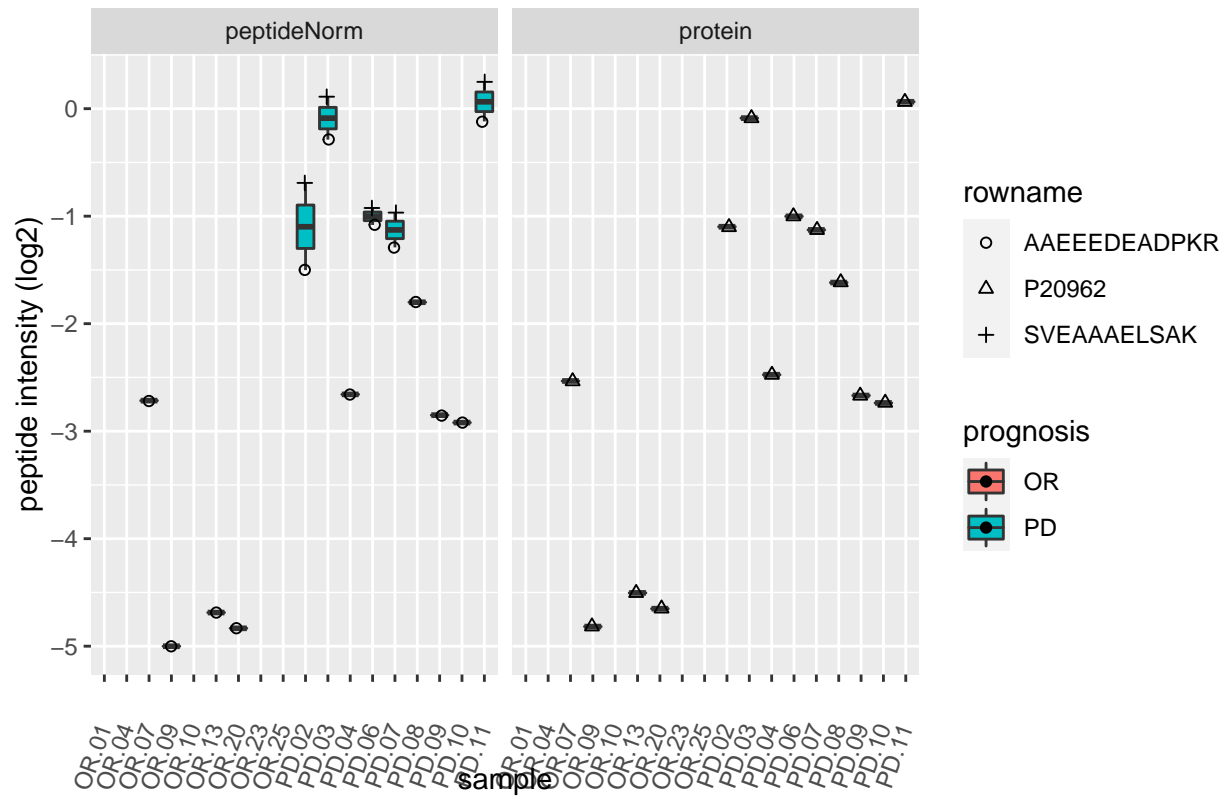 peptideNorm
protein
0
−1
−2
−3
−4
−5
peptide intensity (log2)
OR.01
OR.04
OR.07
OR.09
OR.10
OR.13
OR.20
OR.23
OR.25
PD.02
PD.03
PD.04
PD.06
PD.07
PD.08
PD.09
PD.10
PD.11
OR.01
OR.04
OR.07
OR.09
OR.10
OR.13
OR.20
OR.23
OR.25
PD.02
PD.03
PD.04
PD.06
PD.07
PD.08
PD.09
PD.10
PD.11
sample
rowname
AAEEEDEADPKR
P20962
SVEAAAELSAK
prognosis
OR
PD